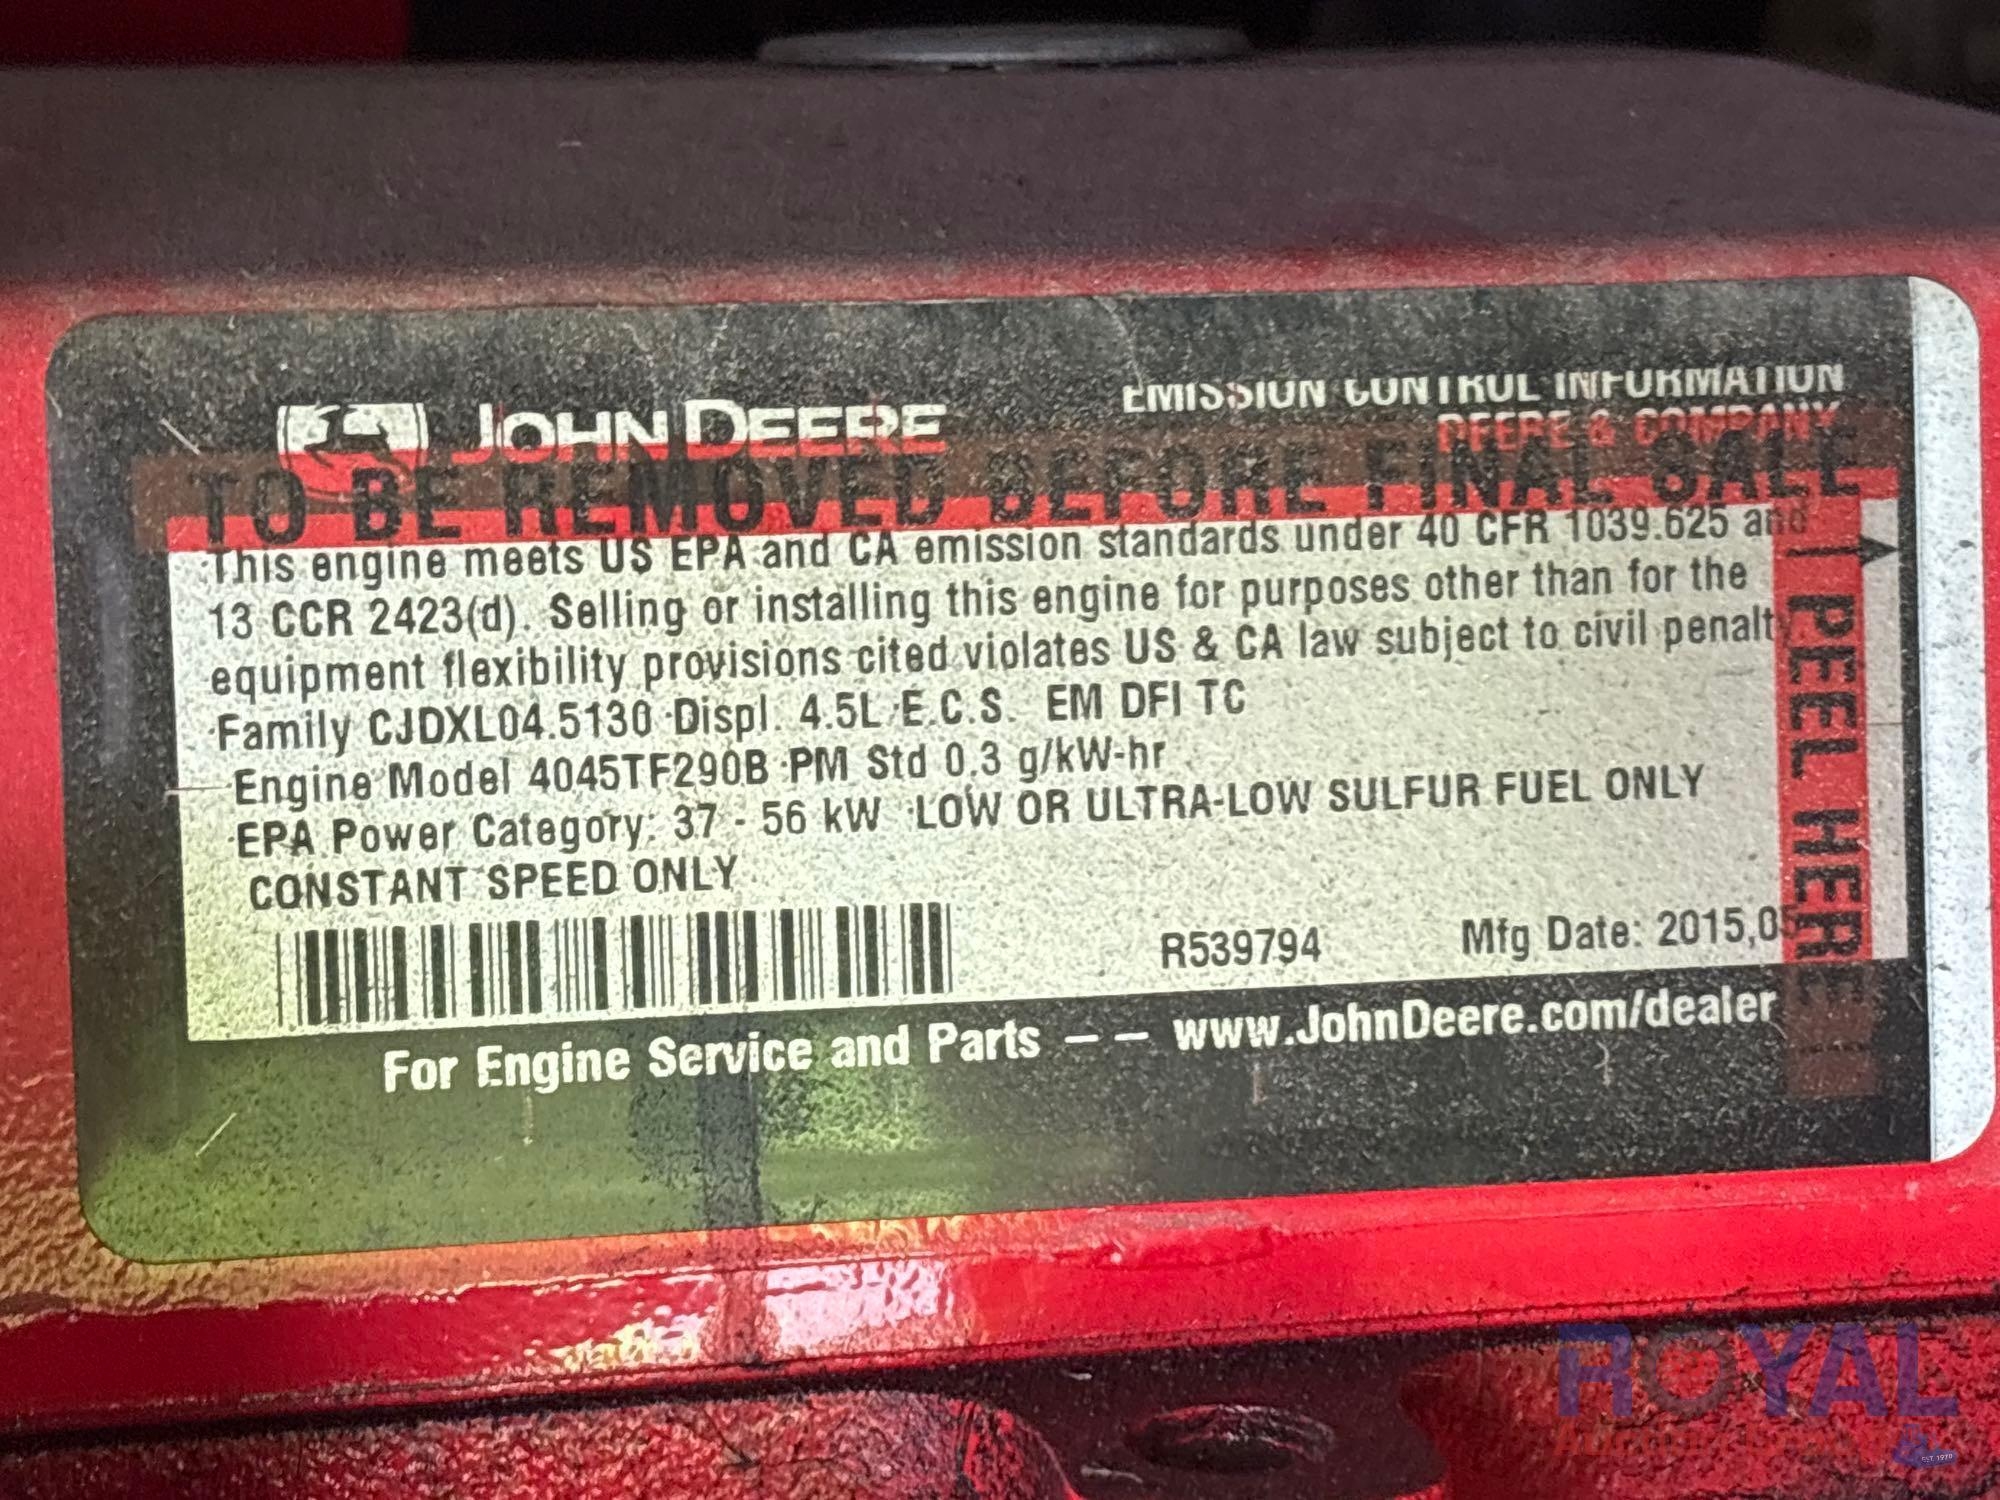 EMISSION CONTROL INFORMATION
JOHN DEERE
DEERE & COMPANY
TO BE REMOVED BEFORE FINAL SALE
This engine meets US EPA and CA emission standards under 40 CFR 1039.625 and
13 CCR 2423(d). Selling or installing this engine for purposes other than for the
equipment flexibility provisions cited violates US & CA law subject to civil penalt
Family CJDXL04.5130 Displ. 4.5L E.C.S. EM DFI TC
Engine Model 4045TF290B PM Std 0.3 g/kW-hr
EPA Power Category: 37 - 56 kW LOW OR ULTRA-LOW SULFUR FUEL ONLY
CONSTANT SPEED ONLY
R539794 Mfg Date: 2015,05
PEEL HERE
For Engine Service and Parts – – www.JohnDeere.com/dealer
ROYAL
EST. 1970